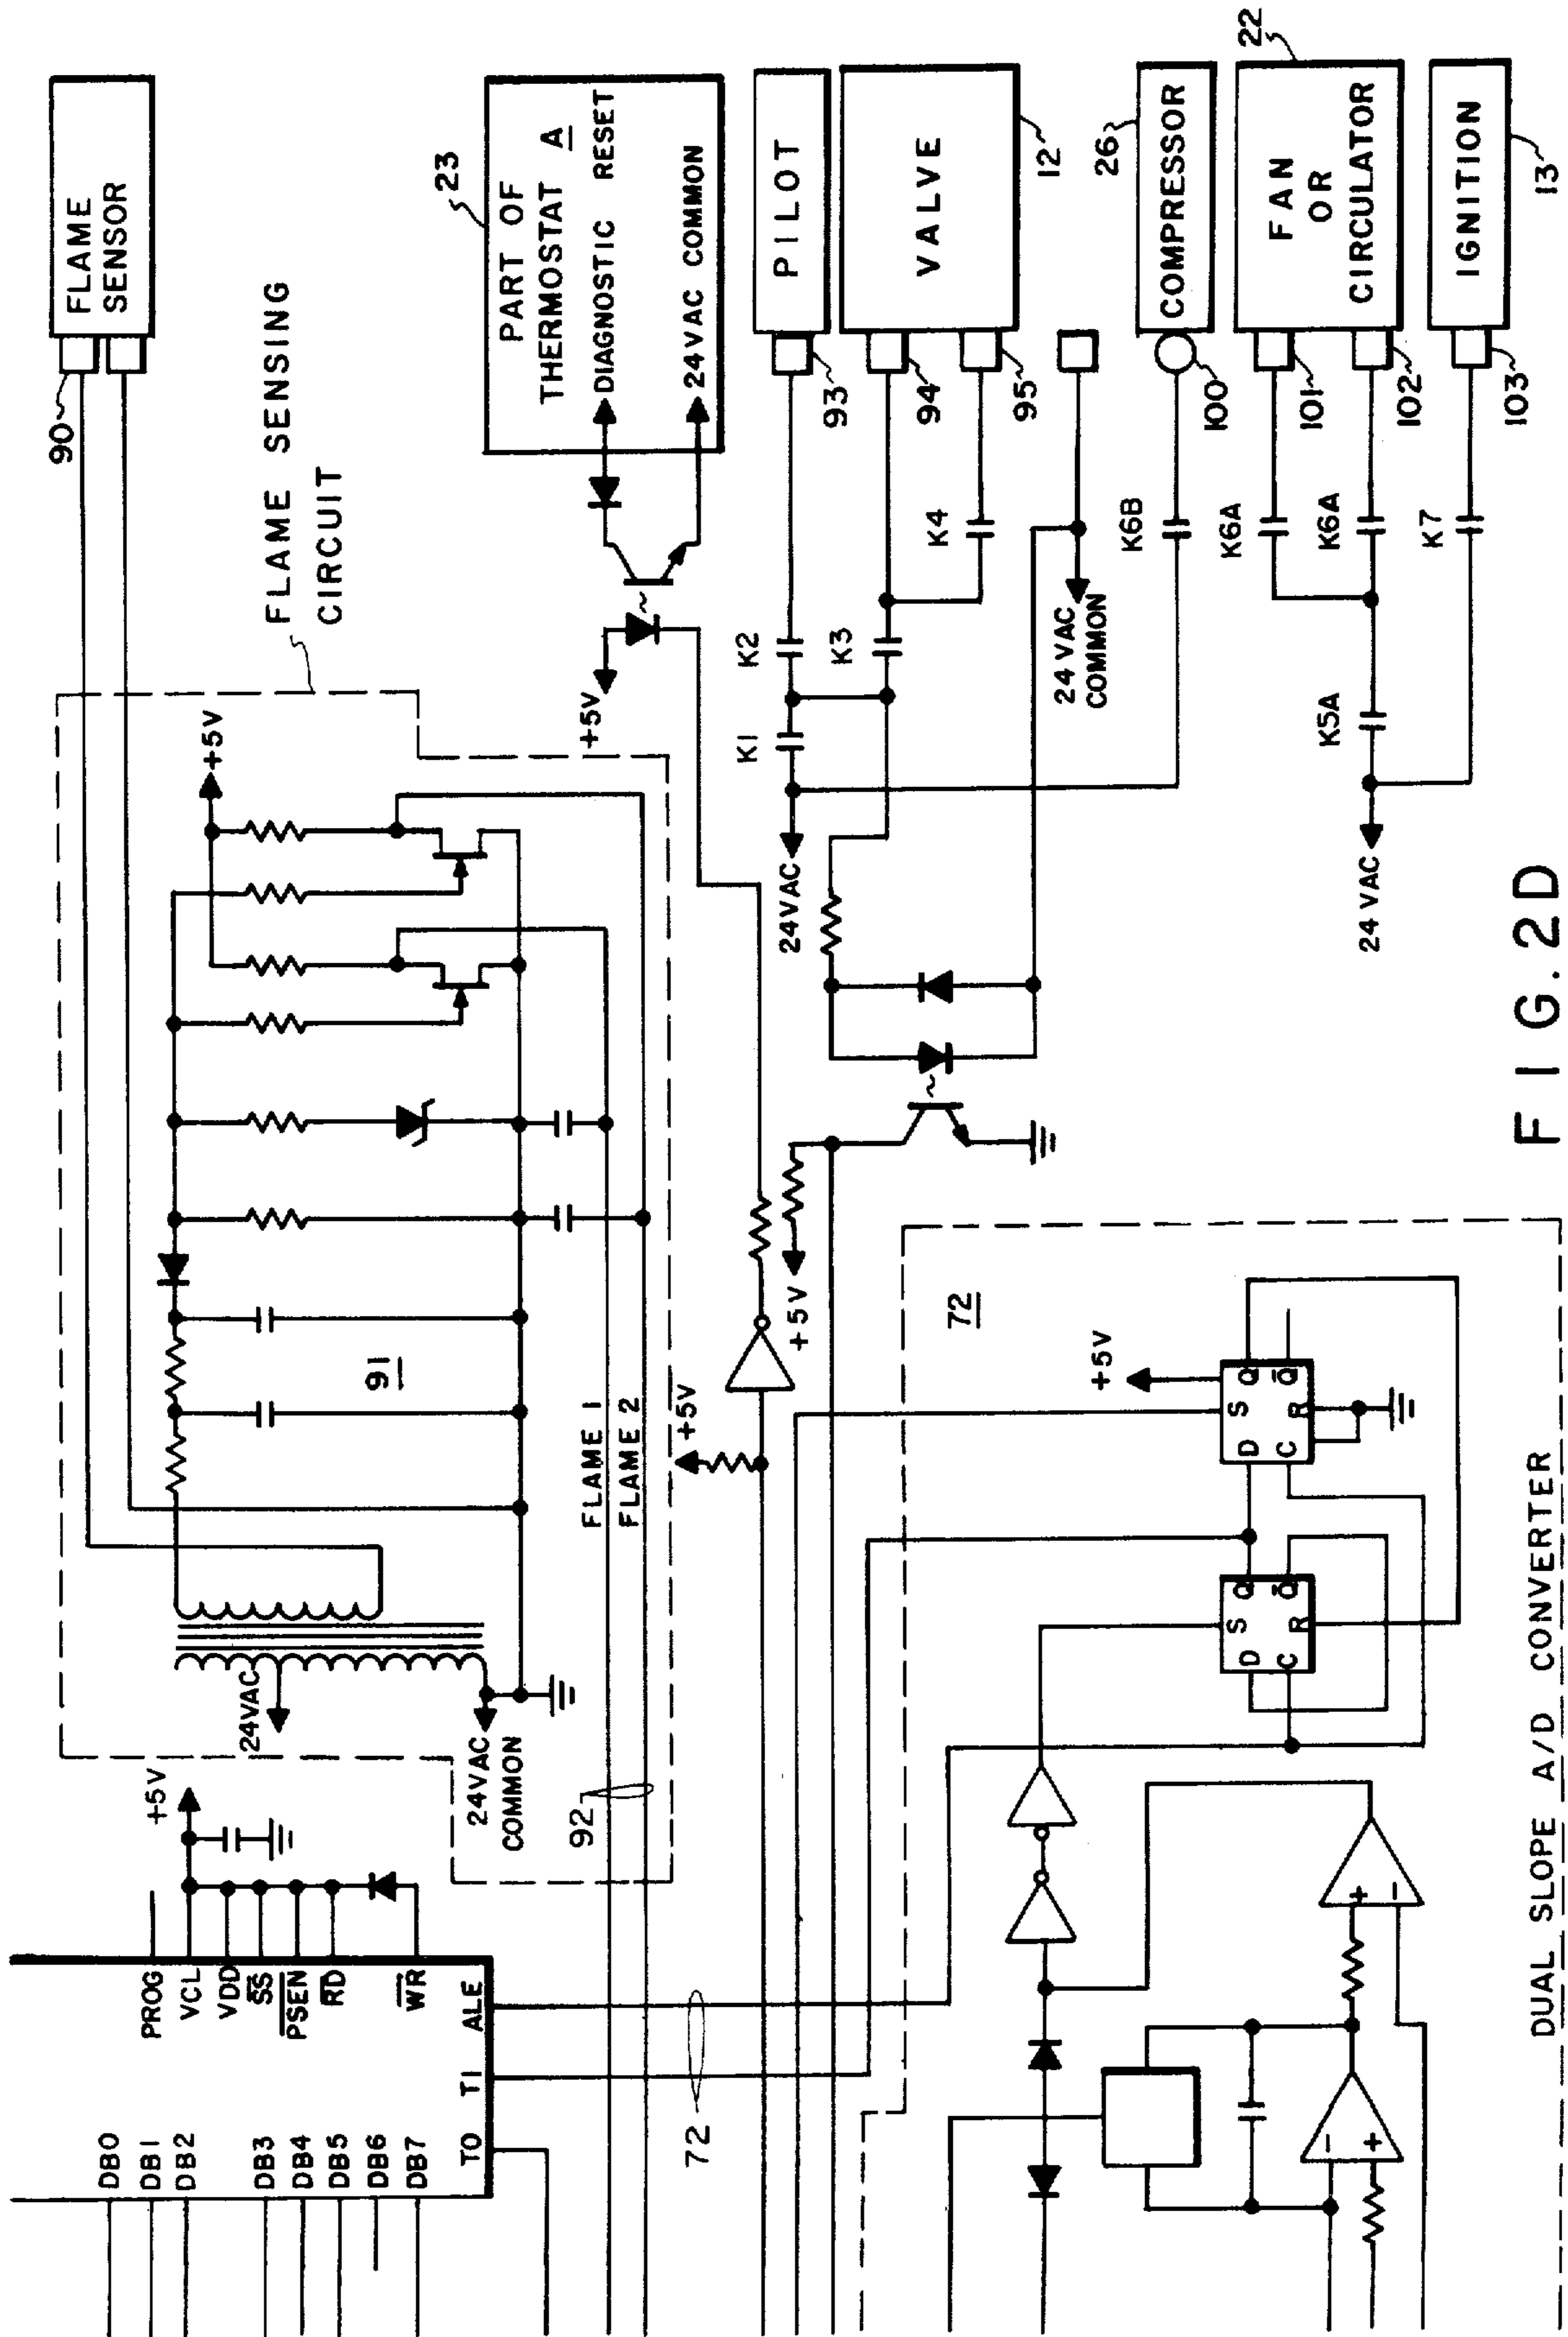 FLAME
SENSOR
90
FLAME SENSING
CIRCUIT
23
PART OF
THERMOSTAT A
DIAGNOSTIC RESET
24VAC COMMON
+5V
+5V
91
24VAC
24VAC
COMMON
FLAME 1
FLAME 2
92
+5V
PROG
VCL
VDD
SS
PSEN
RD
WR
ALE
T1
TO
DB0
DB1
DB2
DB3
DB4
DB5
DB6
DB7
72
+5V
+5V
PILOT
93
VALVE
12
94
95
K1
K2
K3
K4
24VAC
24 VAC
COMMON
COMPRESSOR
26
100
K6B
FAN
OR
CIRCULATOR
22
101
102
K6A
K6A
K5A
IGNITION
13
103
K7
24 VAC
72
+5V
S
D
Q
Q
C
R
S
D
Q
Q
C
R
+
-
-
+
DUAL SLOPE A/D CONVERTER
FIG. 2D